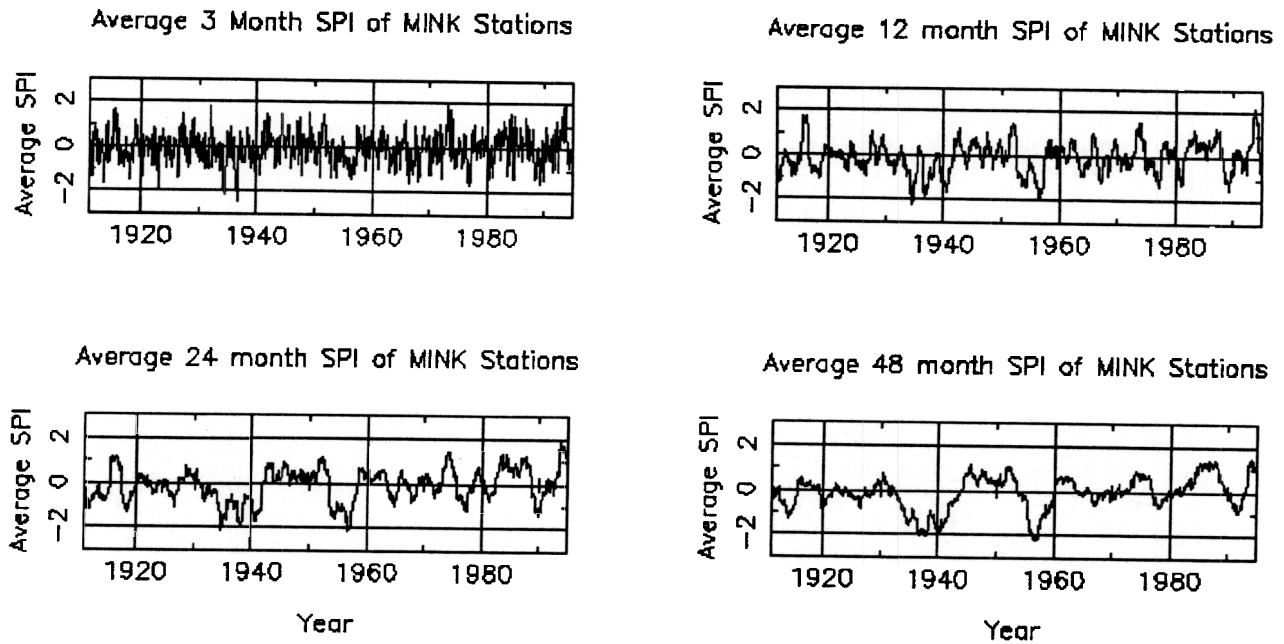 Average 3 Month SPI of MINK Stations
Average SPI
2
0
−2
1920 1940 1960 1980
Average 12 month SPI of MINK Stations
Average SPI
2
0
−2
1920 1940 1960 1980
Average 24 month SPI of MINK Stations
Average SPI
2
0
−2
1920 1940 1960 1980
Year
Average 48 month SPI of MINK Stations
Average SPI
2
0
−2
1920 1940 1960 1980
Year